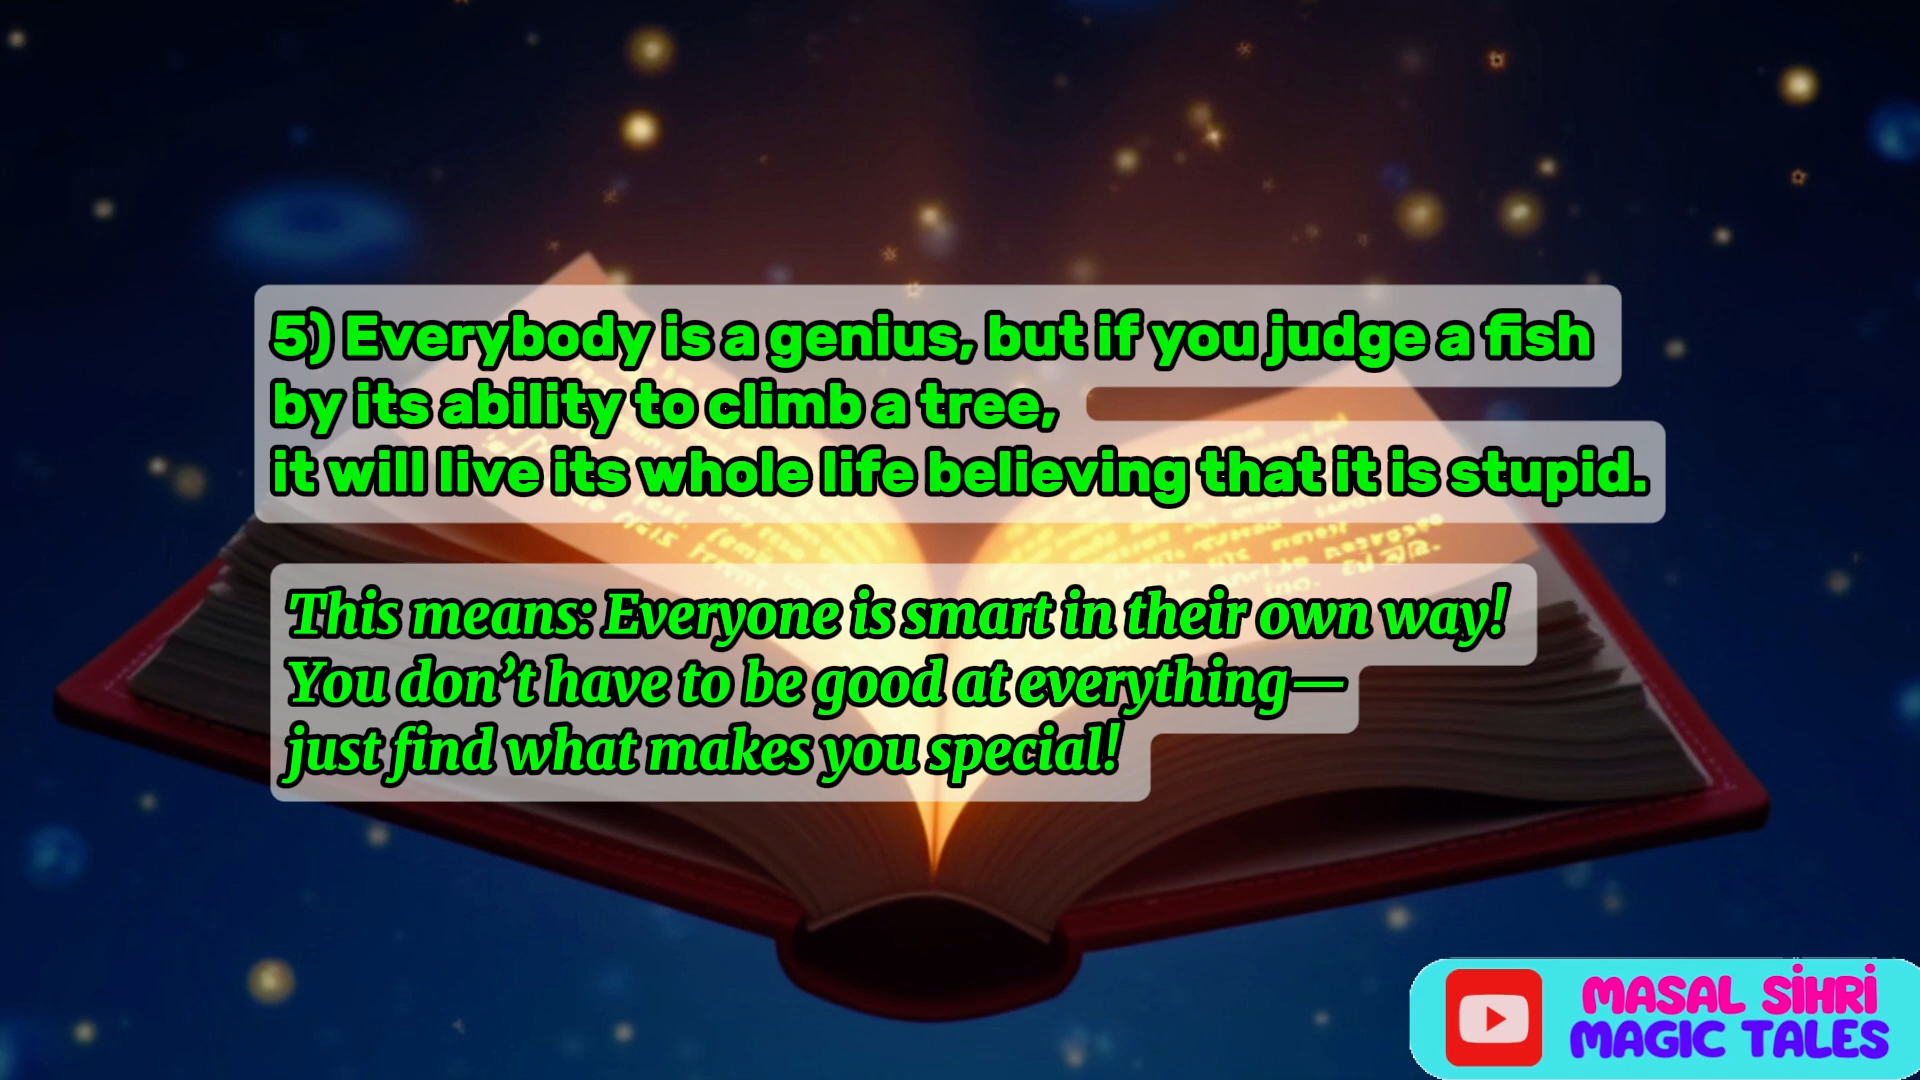 5) Everybody is a genius, but if you judge a fish
by its ability to climb a tree,
it will live its whole life believing that it is stupid.
This means: Everyone is smart in their own way!
You don’t have to be good at everything—
just find what makes you special!
MASAL SİHRİ
MAGIC TALES